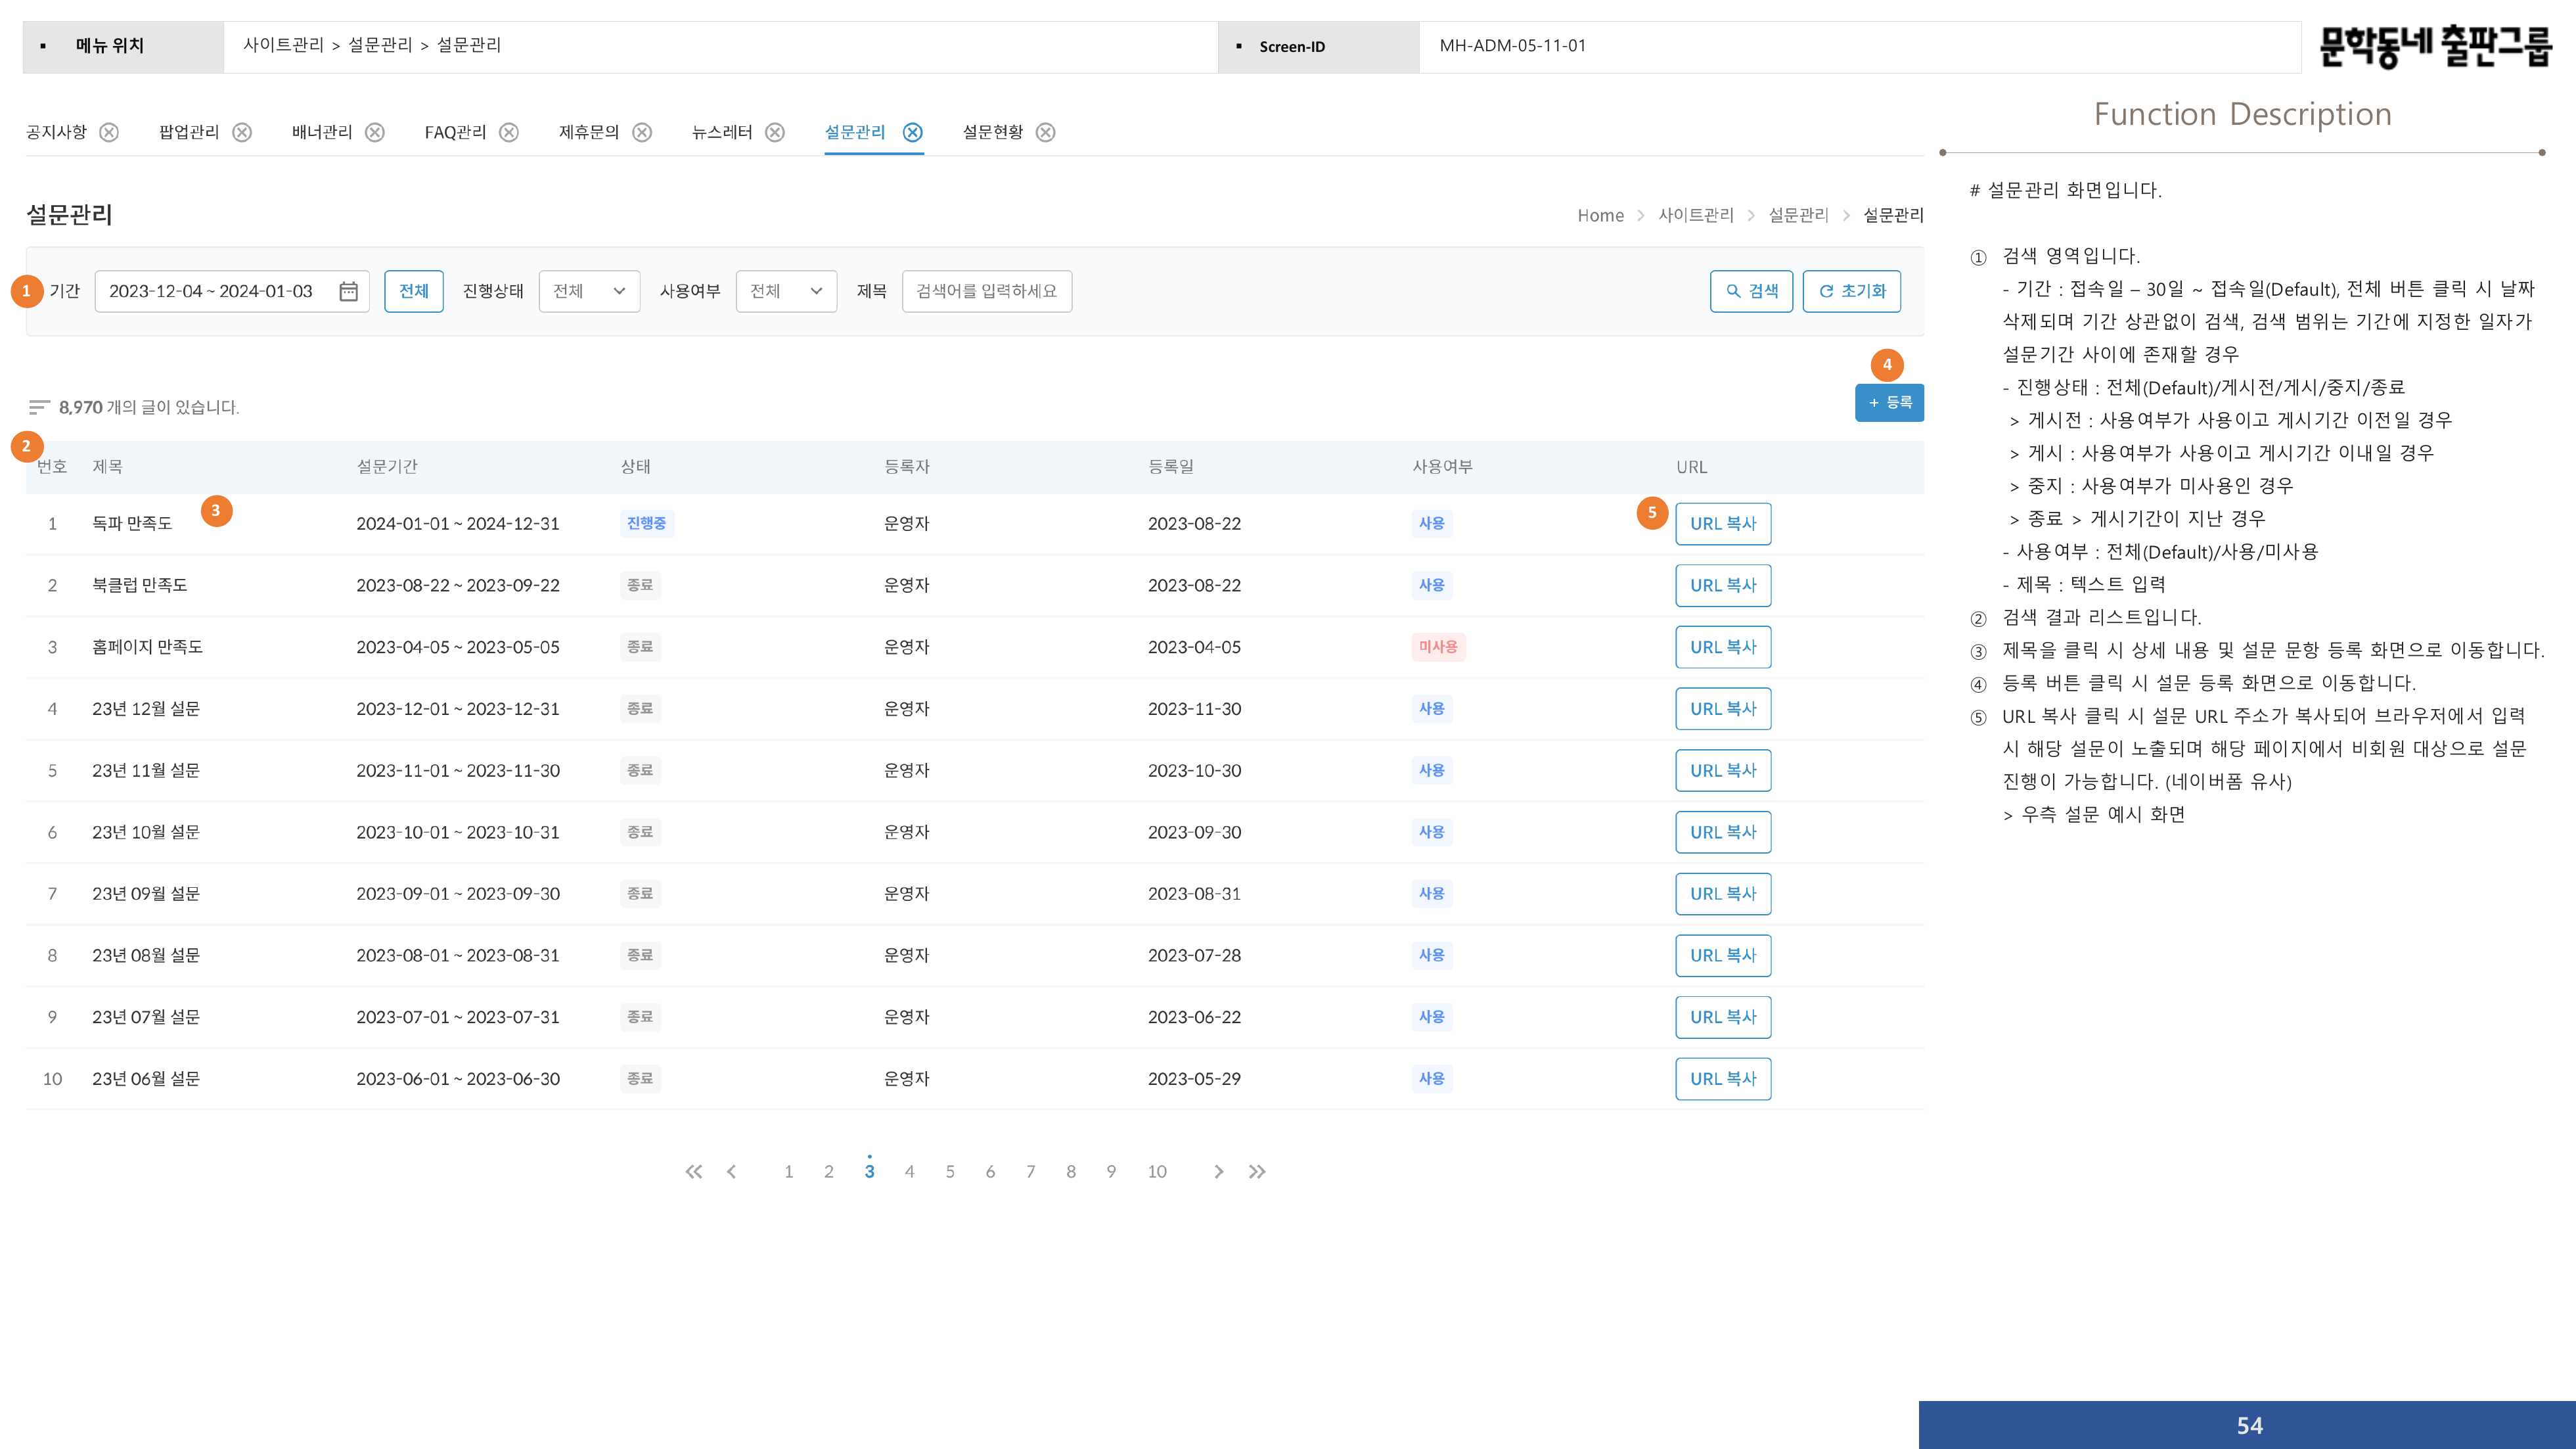 ▪ 메뉴 위치 사이트관리 > 설문관리 > 설문관리 ▪ Screen-ID MH-ADM-05-11-01 문학동네 출판그룹
공지사항 팝업관리 배너관리 FAQ관리 제휴문의 뉴스레터 설문관리 설문현황
설문관리 Home > 사이트관리 > 설문관리 > 설문관리
1 기간 2023-12-04 ~ 2024-01-03 전체 진행상태 전체 사용여부 전체 제목 검색어를 입력하세요 검색 초기화
4
8,970 개의 글이 있습니다. + 등록
2
번호 제목 설문기간 상태 등록자 등록일 사용여부 URL
3 5
1 독파 만족도 2024-01-01 ~ 2024-12-31 진행중 운영자 2023-08-22 사용 URL 복사
2 북클럽 만족도 2023-08-22 ~ 2023-09-22 종료 운영자 2023-08-22 사용 URL 복사
3 홈페이지 만족도 2023-04-05 ~ 2023-05-05 종료 운영자 2023-04-05 미사용 URL 복사
4 23년 12월 설문 2023-12-01 ~ 2023-12-31 종료 운영자 2023-11-30 사용 URL 복사
5 23년 11월 설문 2023-11-01 ~ 2023-11-30 종료 운영자 2023-10-30 사용 URL 복사
6 23년 10월 설문 2023-10-01 ~ 2023-10-31 종료 운영자 2023-09-30 사용 URL 복사
7 23년 09월 설문 2023-09-01 ~ 2023-09-30 종료 운영자 2023-08-31 사용 URL 복사
8 23년 08월 설문 2023-08-01 ~ 2023-08-31 종료 운영자 2023-07-28 사용 URL 복사
9 23년 07월 설문 2023-07-01 ~ 2023-07-31 종료 운영자 2023-06-22 사용 URL 복사
10 23년 06월 설문 2023-06-01 ~ 2023-06-30 종료 운영자 2023-05-29 사용 URL 복사
1 2 3 4 5 6 7 8 9 10
Function Description
# 설문관리 화면입니다.
① 검색 영역입니다.
- 기간 : 접속일 – 30일 ~ 접속일(Default), 전체 버튼 클릭 시 날짜
삭제되며 기간 상관없이 검색, 검색 범위는 기간에 지정한 일자가
설문기간 사이에 존재할 경우
- 진행상태 : 전체(Default)/게시전/게시/중지/종료
> 게시전 : 사용여부가 사용이고 게시기간 이전일 경우
> 게시 : 사용여부가 사용이고 게시기간 이내일 경우
> 중지 : 사용여부가 미사용인 경우
> 종료 > 게시기간이 지난 경우
- 사용여부 : 전체(Default)/사용/미사용
- 제목 : 텍스트 입력
② 검색 결과 리스트입니다.
③ 제목을 클릭 시 상세 내용 및 설문 문항 등록 화면으로 이동합니다.
④ 등록 버튼 클릭 시 설문 등록 화면으로 이동합니다.
⑤ URL 복사 클릭 시 설문 URL 주소가 복사되어 브라우저에서 입력
시 해당 설문이 노출되며 해당 페이지에서 비회원 대상으로 설문
진행이 가능합니다. (네이버폼 유사)
> 우측 설문 예시 화면
54